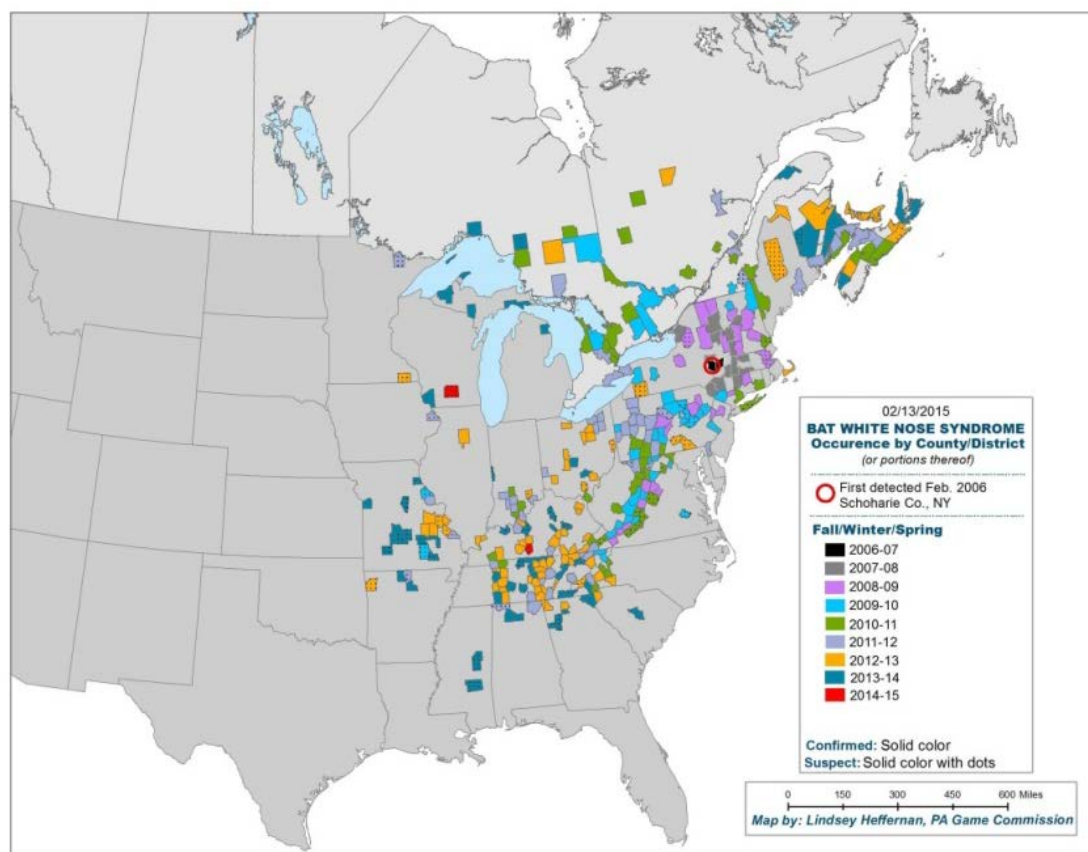 02/13/2015
BAT WHITE NOSE SYNDROME
Occurence by County/District
(or portions thereof)
First detected Feb. 2006
Schoharie Co., NY
Fall/Winter/Spring
2006-07
2007-08
2008-09
2009-10
2010-11
2011-12
2012-13
2013-14
2014-15
Confirmed: Solid color
Suspect: Solid color with dots
0 150 300 450 600 Miles
Map by: Lindsey Heffernan, PA Game Commission